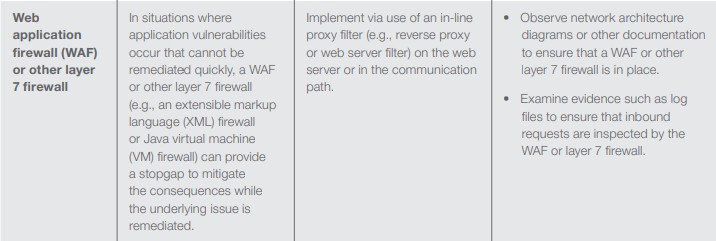 Web
application
firewall (WAF)
or other layer
7 firewall
In situations where
application vulnerabilities
occur that cannot be
remediated quickly, a WAF
or other layer 7 firewall
(e.g., an extensible markup
language (XML) firewall
or Java virtual machine
(VM) firewall) can provide
a stopgap to mitigate
the consequences while
the underlying issue is
remediated.
Implement via use of an in-line
proxy filter (e.g., reverse proxy
or web server filter) on the web
server or in the communication
path.
• Observe network architecture
diagrams or other documentation
to ensure that a WAF or other
layer 7 firewall is in place.
• Examine evidence such as log
files to ensure that inbound
requests are inspected by the
WAF or layer 7 firewall.